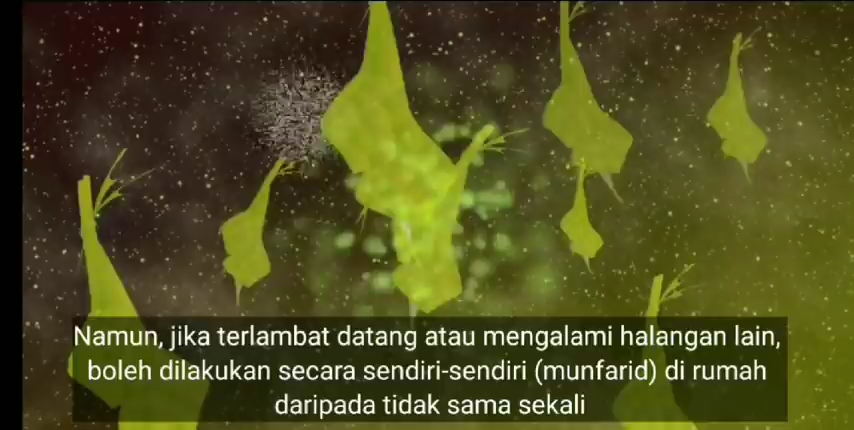 Namun, jika terlambat datang atau mengalami halangan lain,
boleh dilakukan secara sendiri-sendiri (munfarid) di rumah
daripada tidak sama sekali